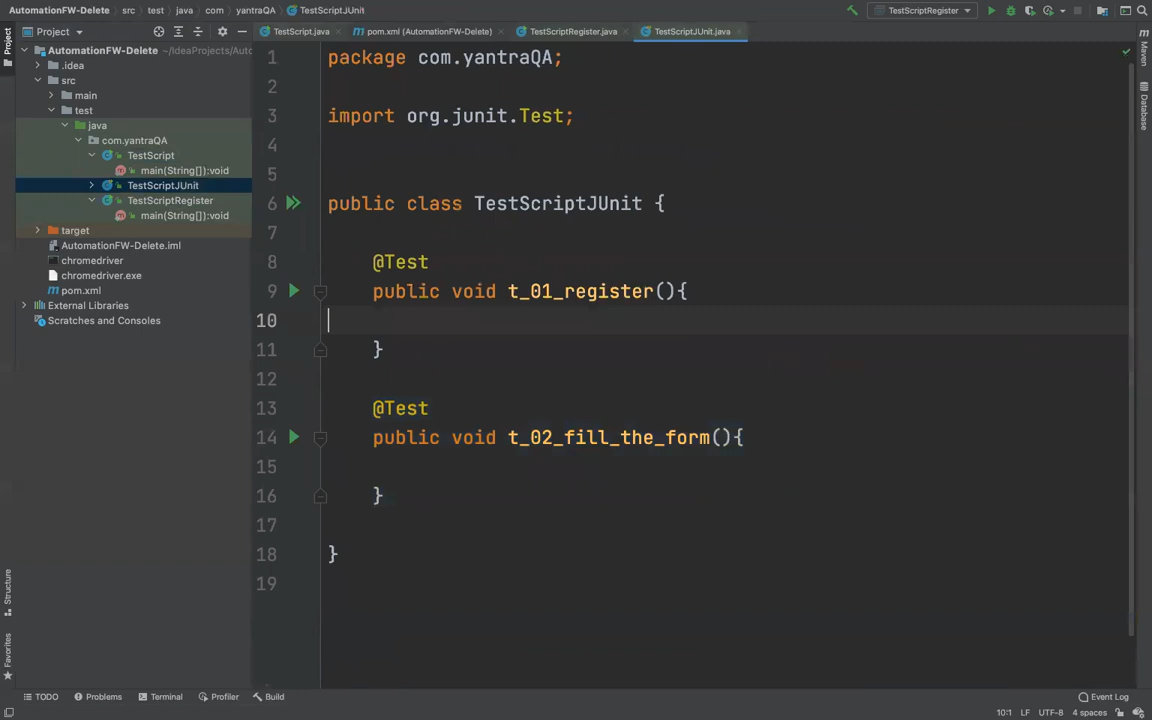 AutomationFW-Delete › src › test › java › com › yantraQA › TestScriptJUnit
TestScriptRegister
Project
TestScript.java
pom.xml (AutomationFW-Delete)
TestScriptRegister.java
TestScriptJUnit.java
Project
Maven
Database
AutomationFW-Delete ~/IdeaProjects/Auto
.idea
src
main
test
java
com.yantraQA
TestScript
main(String[]):void
TestScriptJUnit
TestScriptRegister
main(String[]):void
target
AutomationFW-Delete.iml
chromedriver
chromedriver.exe
pom.xml
External Libraries
Scratches and Consoles
1 package com.yantraQA;
2
3 import org.junit.Test;
4
5
6 public class TestScriptJUnit {
7
8 @Test
9 public void t_01_register(){
10
11 }
12
13 @Test
14 public void t_02_fill_the_form(){
15
16 }
17
18 }
19
Structure
Favorites
TODO Problems Terminal Profiler Build Event Log
10:1 LF UTF-8 4 spaces